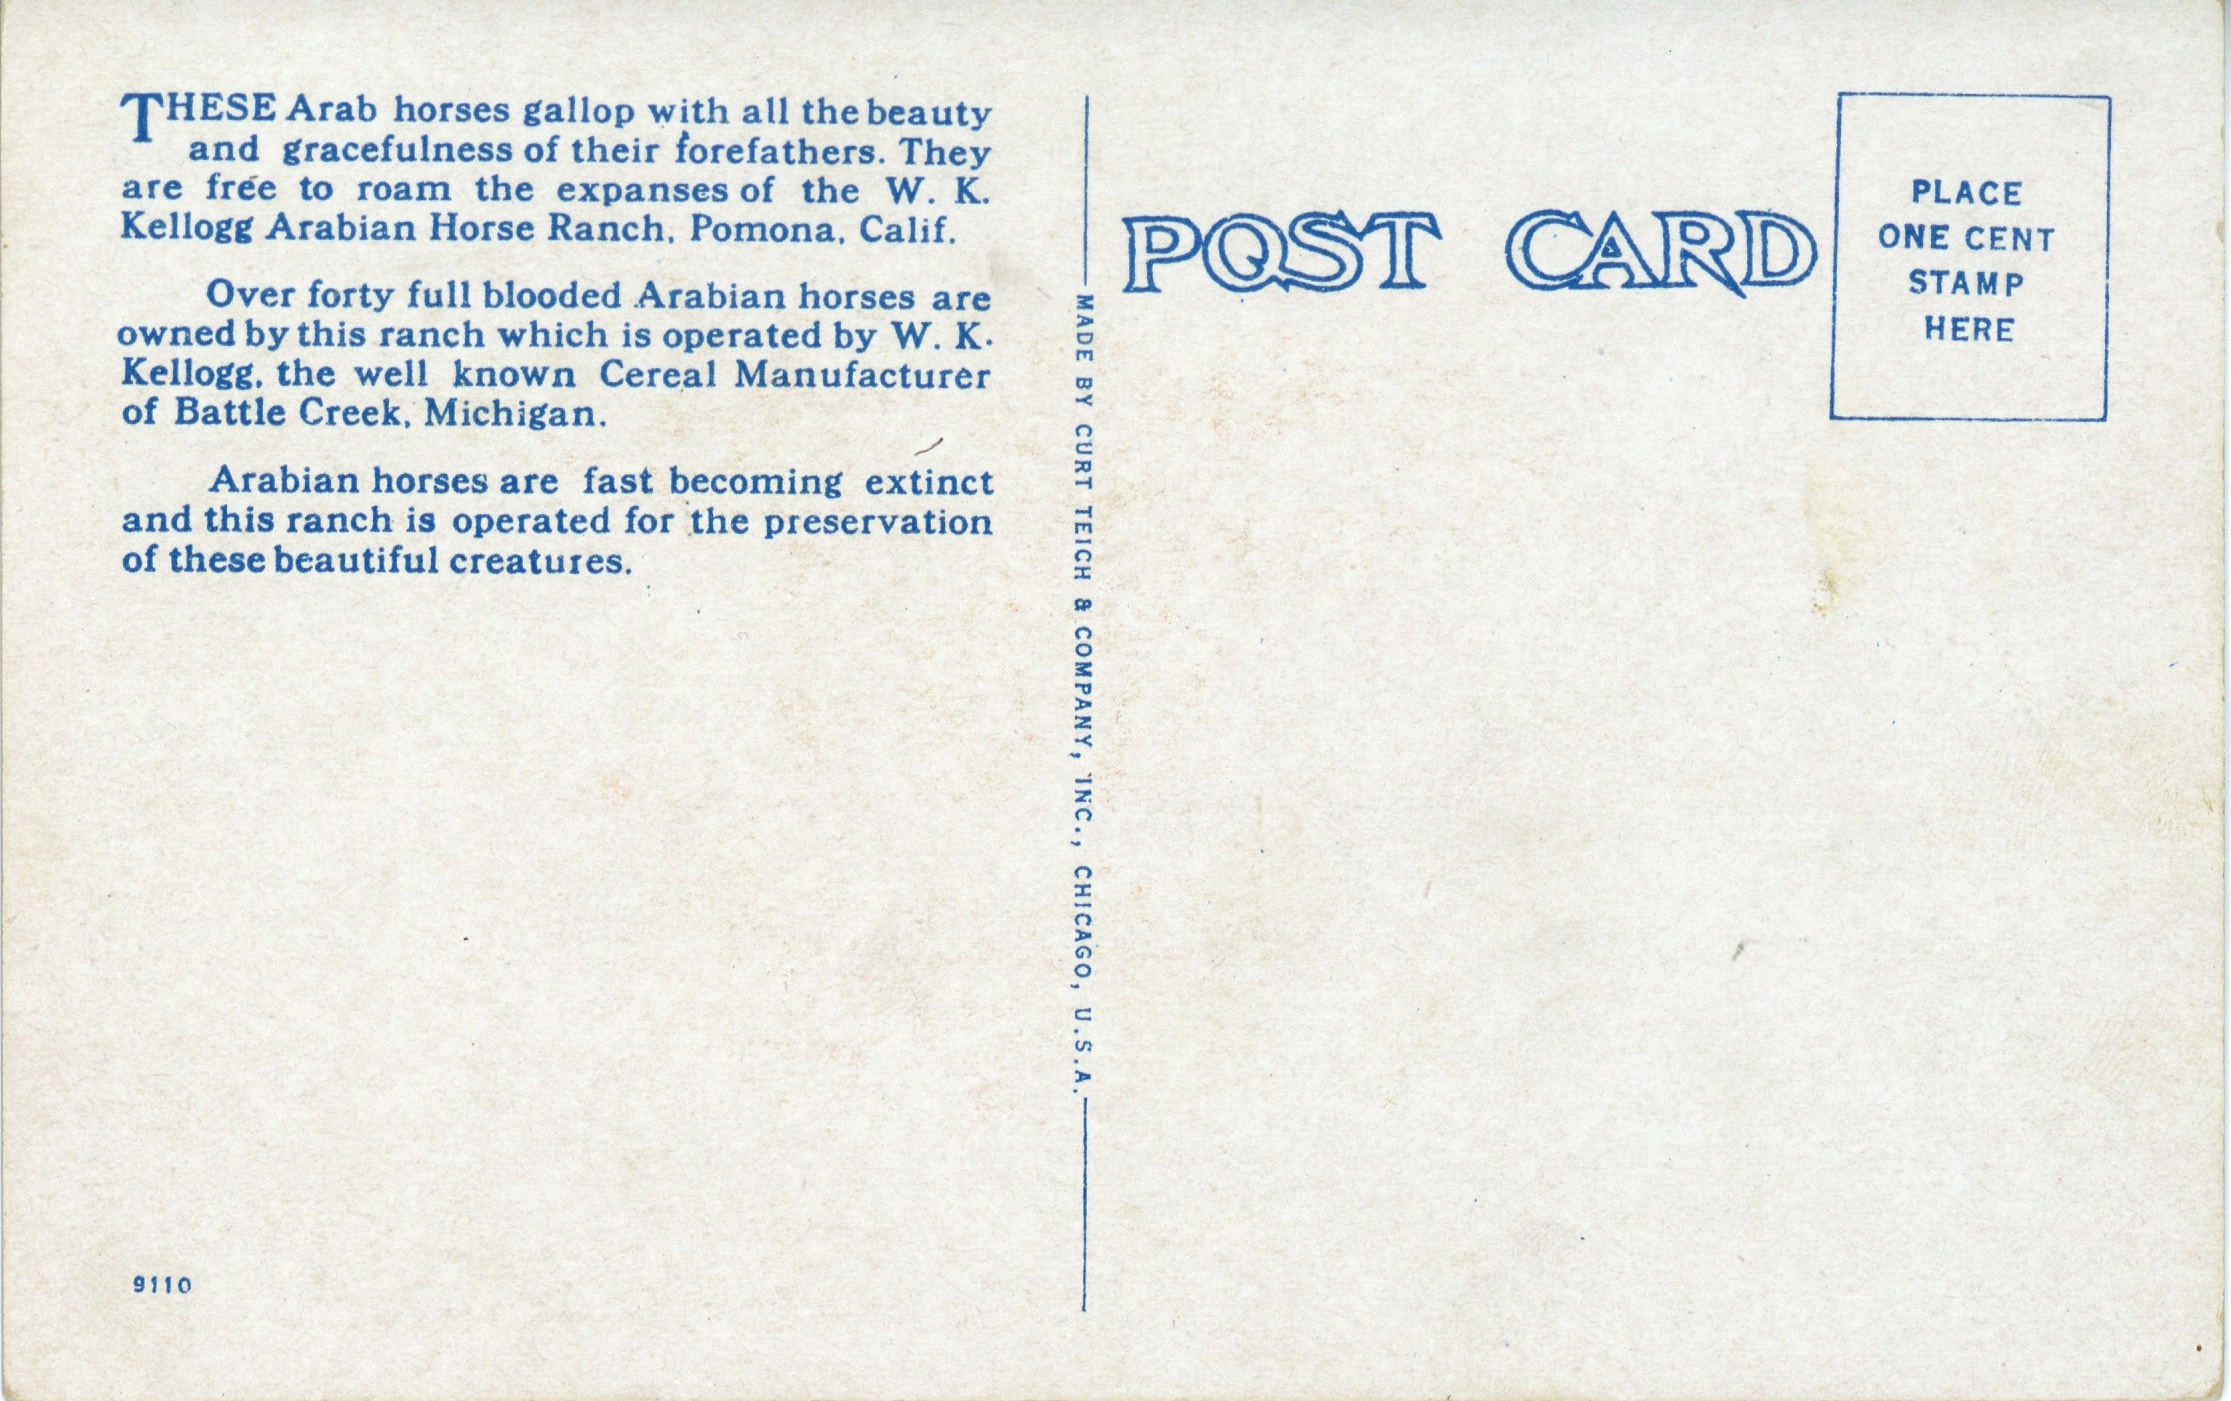 THESE Arab horses gallop with all the beauty
and gracefulness of their forefathers. They
are free to roam the expanses of the W. K.
Kellogg Arabian Horse Ranch, Pomona, Calif.
Over forty full blooded Arabian horses are
owned by this ranch which is operated by W. K.
Kellogg, the well known Cereal Manufacturer
of Battle Creek, Michigan.
Arabian horses are fast becoming extinct
and this ranch is operated for the preservation
of these beautiful creatures.
9110
MADE BY CURT TEICH & COMPANY, INC., CHICAGO, U.S.A.
POST CARD
PLACE
ONE CENT
STAMP
HERE